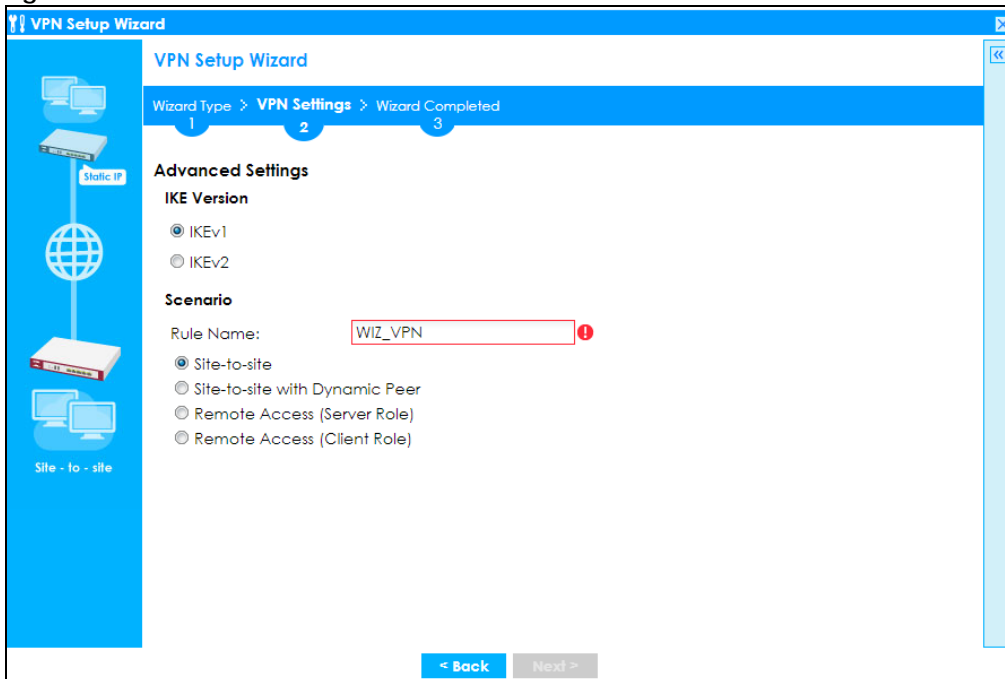 VPN Setup Wizard
VPN Setup Wizard
Wizard Type > VPN Settings > Wizard Completed
1 2 3
Static IP
Advanced Settings
IKE Version
IKEv1
IKEv2
Scenario
Rule Name: WIZ_VPN
Site-to-site
Site-to-site with Dynamic Peer
Remote Access (Server Role)
Remote Access (Client Role)
Site - to - site
< Back Next >